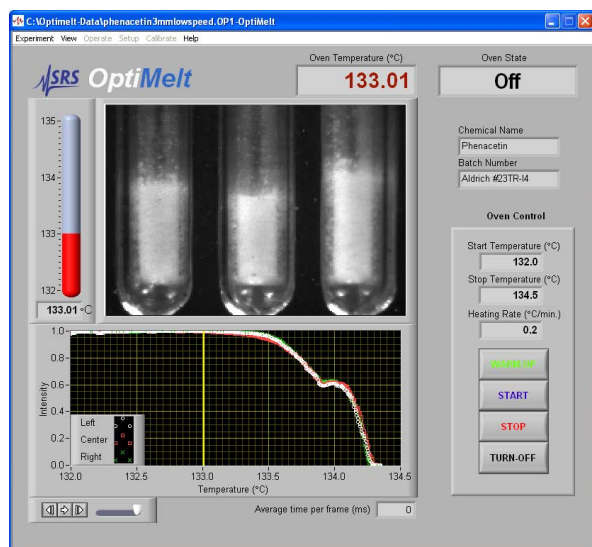 C:\Optimelt-Data\phenacetin3mmlowspeed.OP1-OptiMelt
Experiment View Operate Setup Calibrate Help
SRS OptiMelt
Oven Temperature (°C)
133.01
Oven State
Off
135
134
133
132
133.01 °C
Chemical Name
Phenacetin
Batch Number
Aldrich #23TR-I4
Oven Control
Start Temperature (°C)
132.0
Stop Temperature (°C)
134.5
Heating Rate (°C/min.)
0.2
START
STOP
TURN-OFF
Intensity
1.0
0.8
0.6
0.4
0.2
0.0
Left
Center
Right
132.0 132.5 133.0 133.5 134.0 134.5
Temperature (°C)
Average time per frame (ms) 0